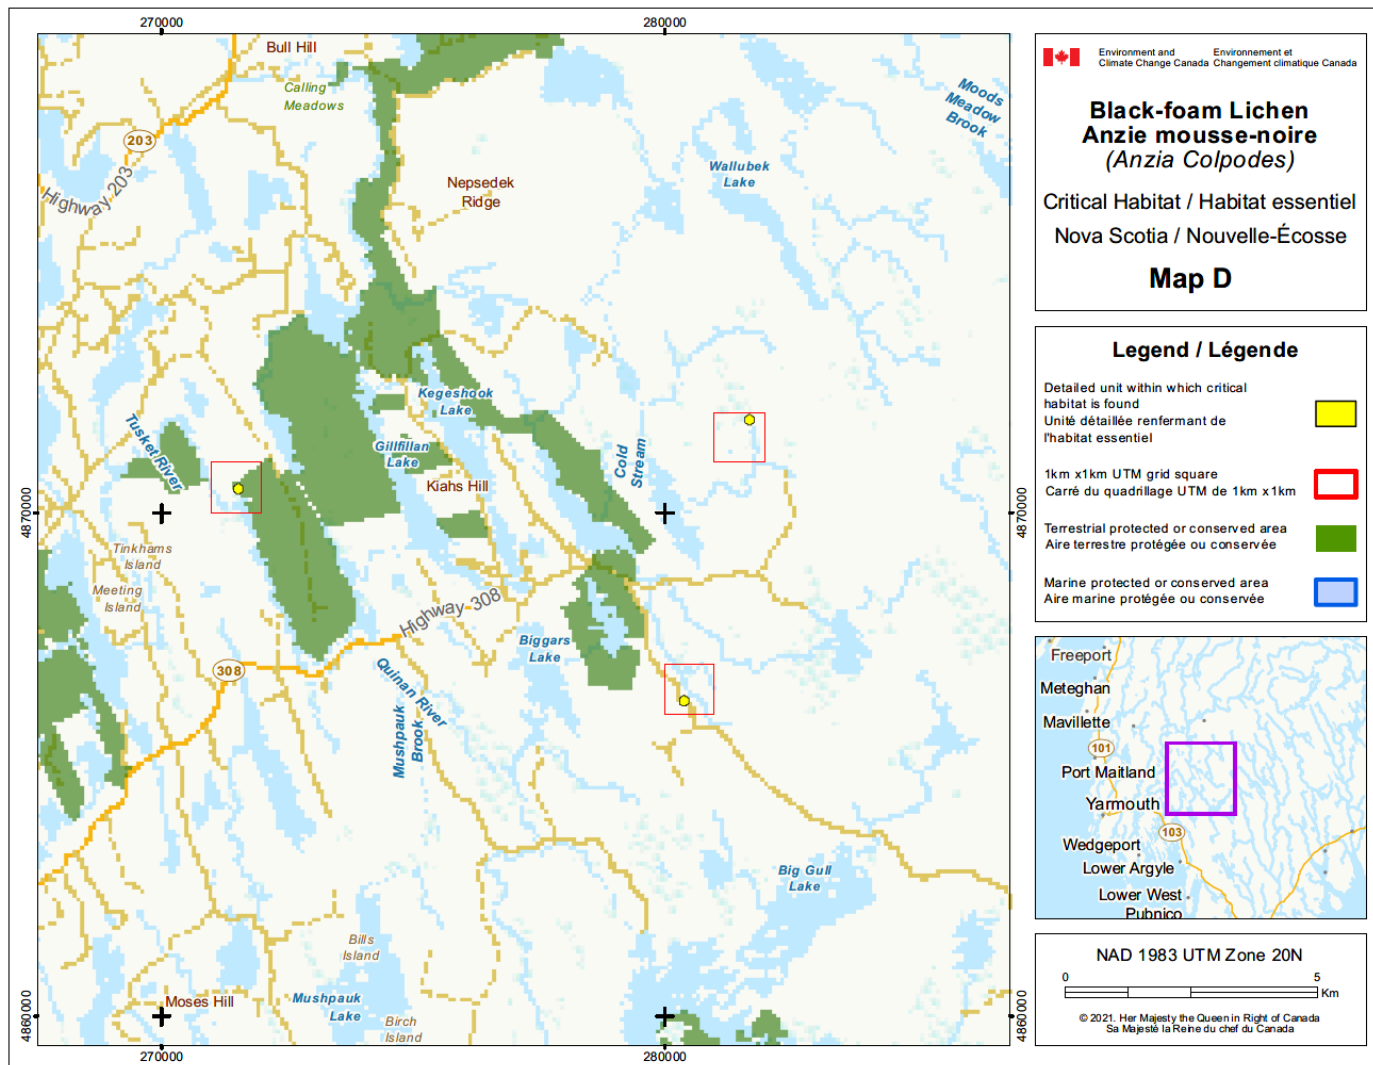 270000
280000
Bull Hill
Calling
Meadows
203
Highway 203
Nepsedek
Ridge
Moods
Meadow
Brook
Wallubek
Lake
Kegeshook
Lake
Tusket River
Gillfillan
Lake
Kiahs Hill
Cold
Stream
4870000
4870000
Tinkhams
Island
Meeting
Island
Highway 308
308
Biggars
Lake
Quinan River
Mushpauk
Brook
Big Gull
Lake
Bills
Island
Moses Hill
Mushpauk
Lake
Birch
Island
4860000
4860000
270000
280000
Environment and
Climate Change Canada
Environnement et
Changement climatique Canada
Black-foam Lichen
Anzie mousse-noire
(Anzia Colpodes)
Critical Habitat / Habitat essentiel
Nova Scotia / Nouvelle-Écosse
Map D
Legend / Légende
Detailed unit within which critical
habitat is found
Unité détaillée renfermant de
l'habitat essentiel
1km x1km UTM grid square
Carré du quadrillage UTM de 1km x1km
Terrestrial protected or conserved area
Aire terrestre protégée ou conservée
Marine protected or conserved area
Aire marine protégée ou conservée
Freeport
Meteghan
Mavillette
101
Port Maitland
Yarmouth
103
Wedgeport
Lower Argyle
Lower West
Pubnico
NAD 1983 UTM Zone 20N
0
5
Km
© 2021. Her Majesty the Queen in Right of Canada
Sa Majesté la Reine du chef du Canada